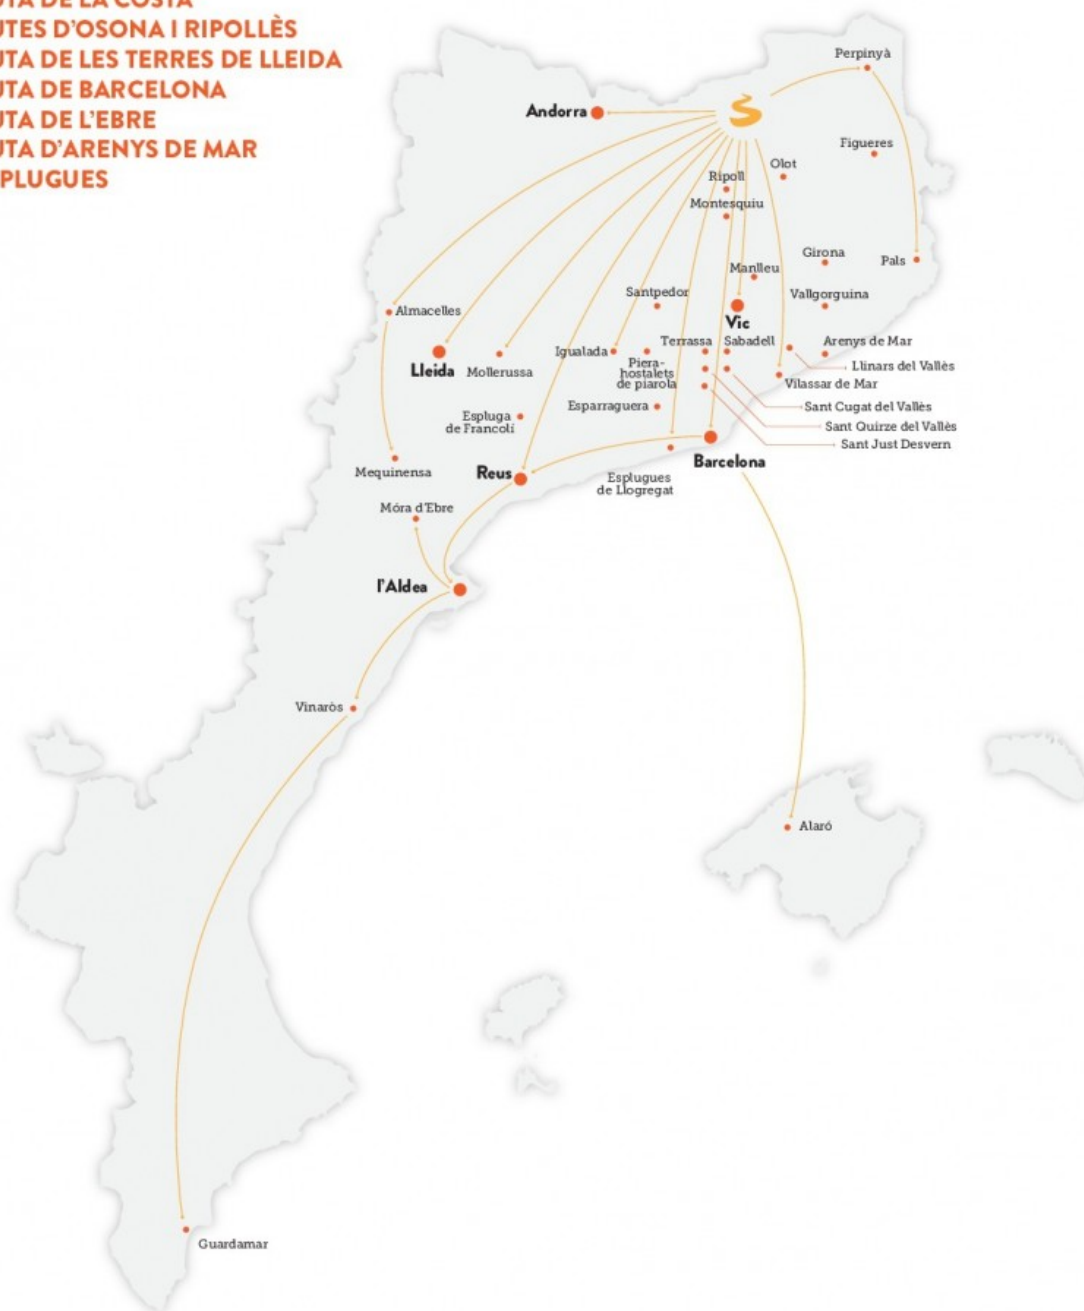 UTA DE LA COSTA
UTES D'OSONA I RIPOLLÈS
UTA DE LES TERRES DE LLEIDA
UTA DE BARCELONA
UTA DE L'EBRE
UTA D'ARENYS DE MAR
PLUGUES
Perpinyà
Andorra
Figueres
Olot
Ripoll
Montesquiu
Girona
Pals
Manlleu
Santpedor
Vallgorguina
Almacelles
Vic
Terrassa
Sabadell
Arenys de Mar
Igualada
Llinars del Vallès
Lleida
Mollerussa
Piera-
hostalets
de piarola
Vilassar de Mar
Esparraguera
Sant Cugat del Vallès
Espluga
de Francolí
Sant Quirze del Vallès
Sant Just Desvern
Barcelona
Mequinensa
Reus
Esplugues
de Llogregat
Móra d'Ebre
l'Aldea
Vinaròs
Alaró
Guardamar